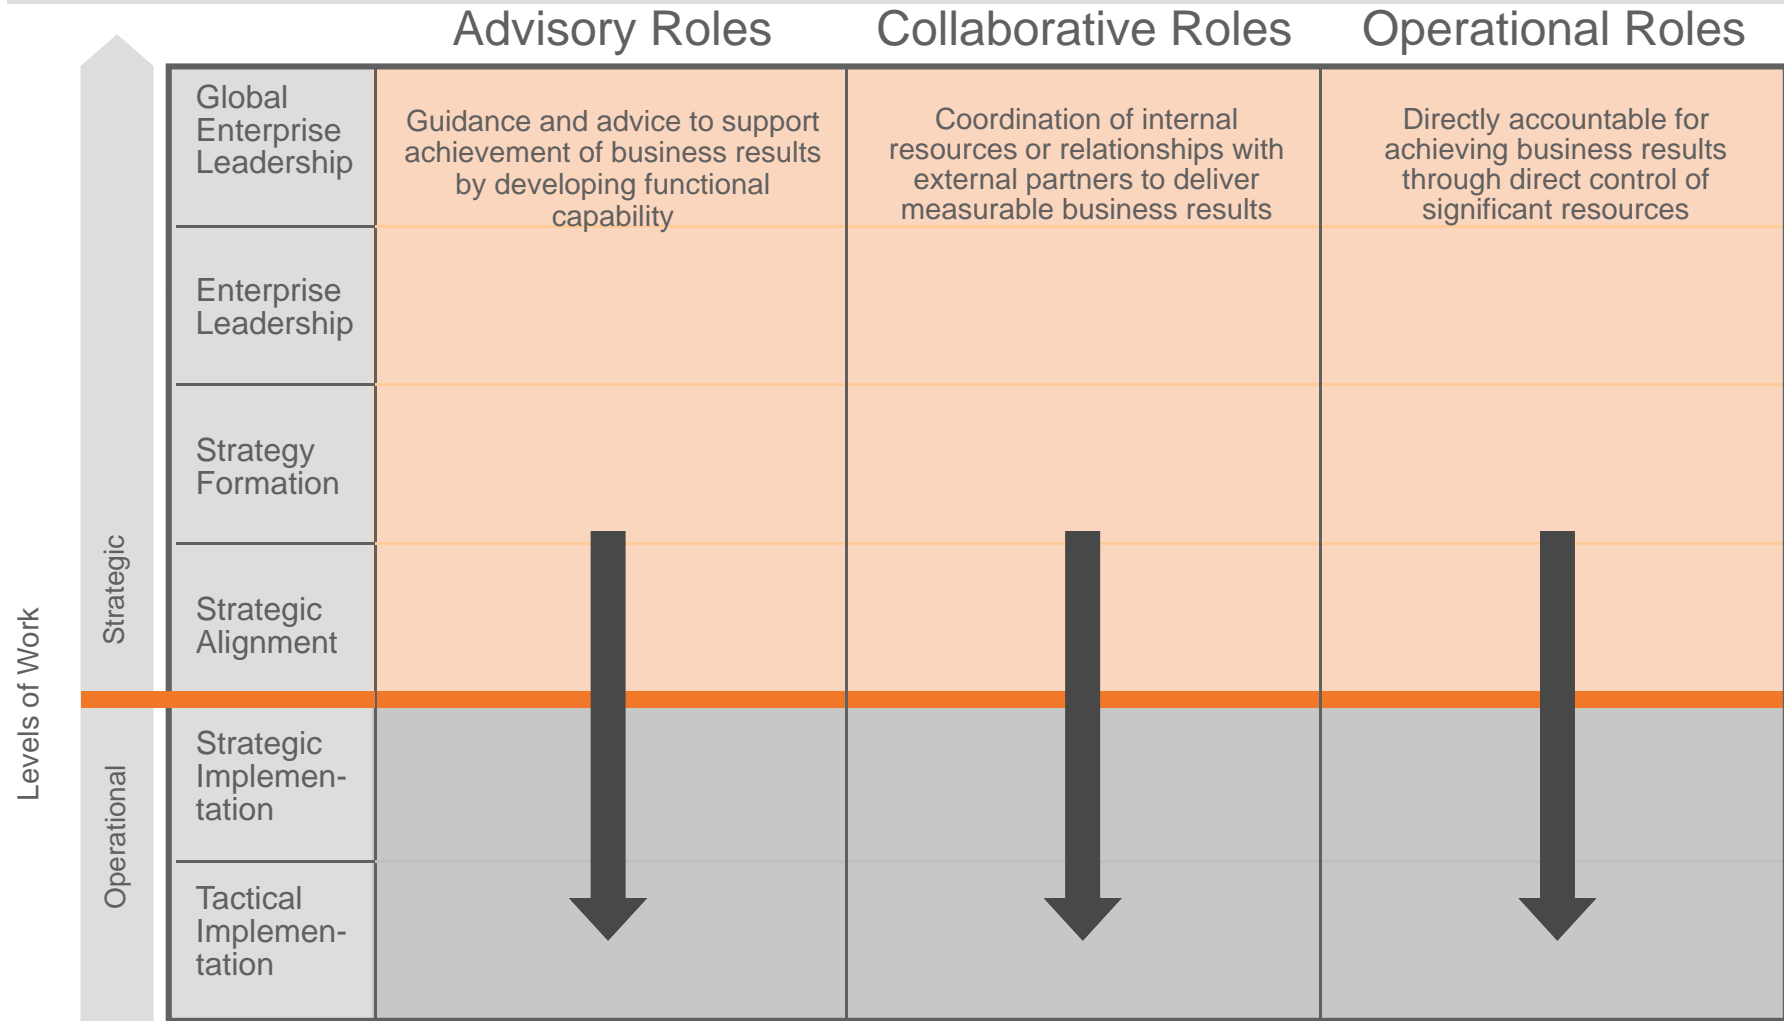 Advisory Roles
Collaborative Roles
Operational Roles
Global
Enterprise
Leadership
Guidance and advice to support
achievement of business results
by developing functional
capability
Coordination of internal
resources or relationships with
external partners to deliver
measurable business results
Directly accountable for
achieving business results
through direct control of
significant resources
Enterprise
Leadership
Strategy
Formation
Strategic
Alignment
Strategic
Implemen-
tation
Tactical
Implemen-
tation
Levels of Work
Strategic
Operational